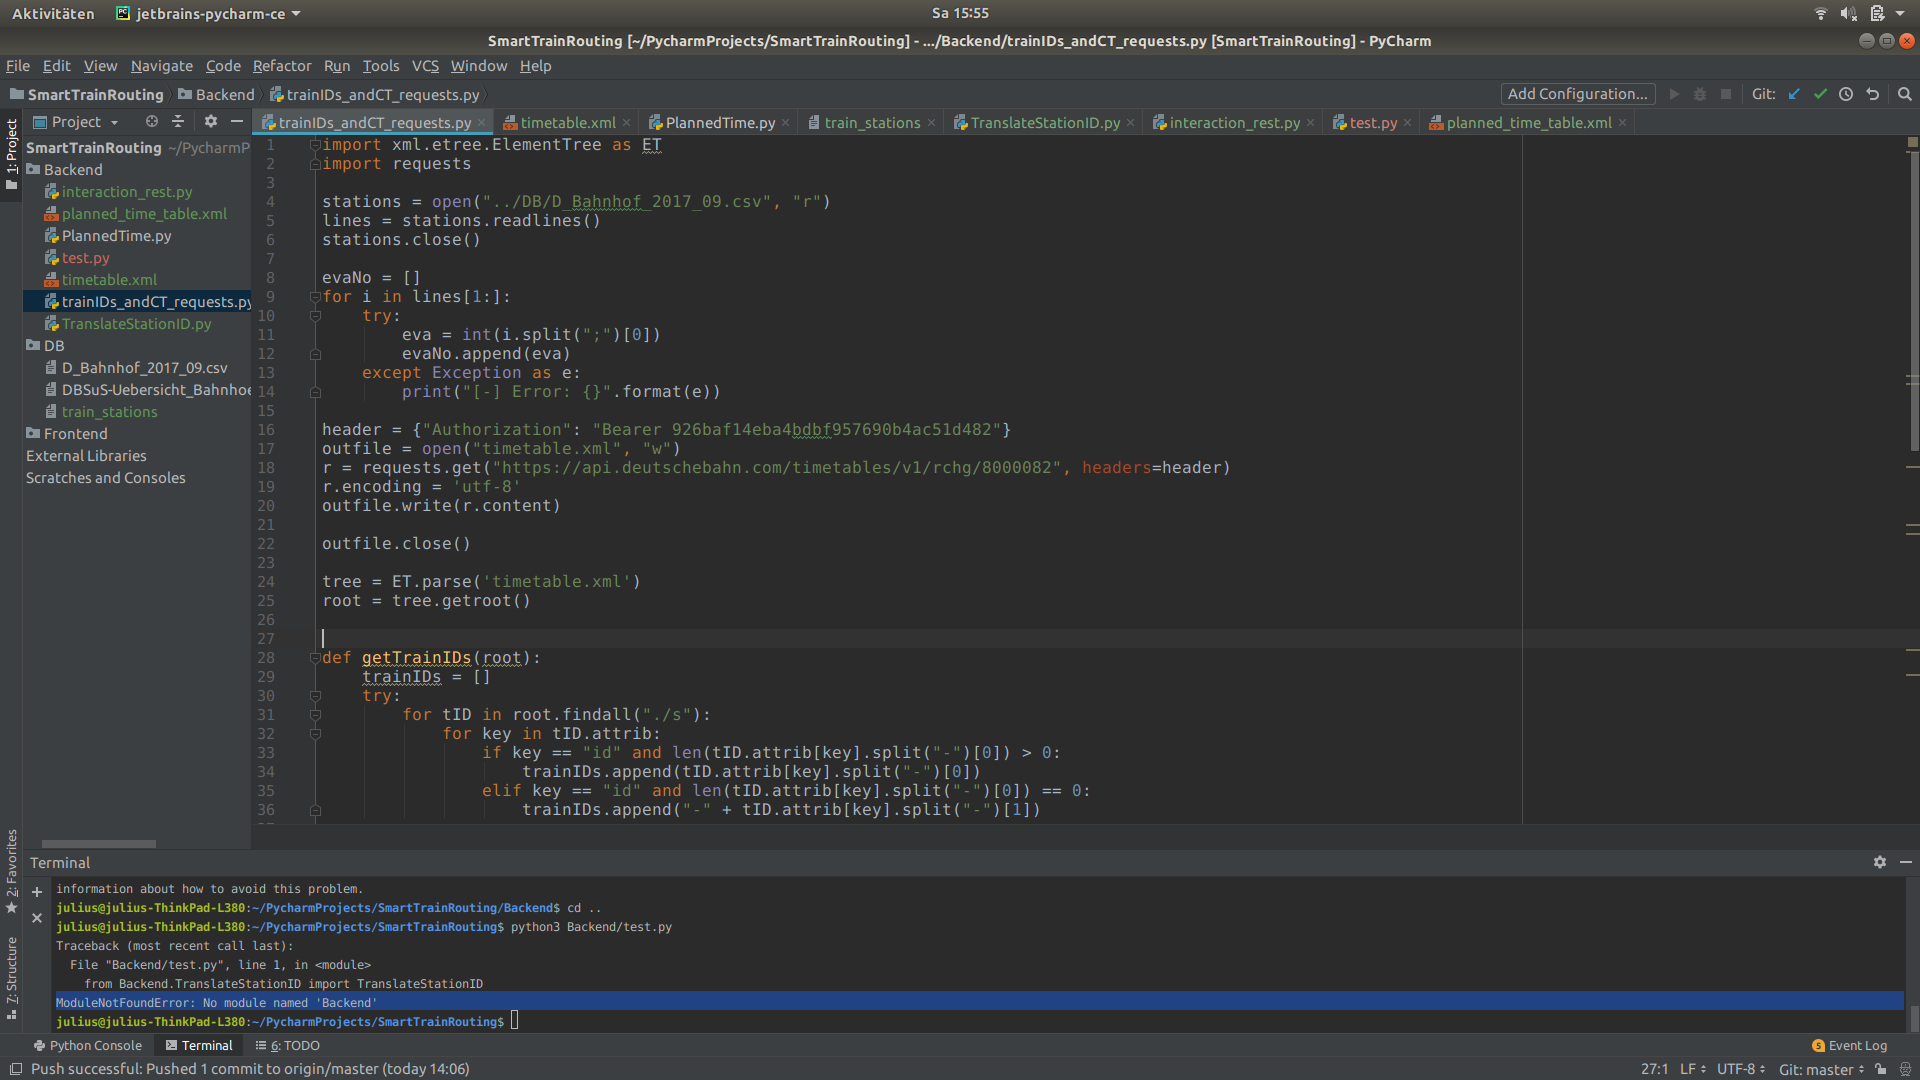 Aktivitäten jetbrains-pycharm-ce Sa 15:55
SmartTrainRouting [~/PycharmProjects/SmartTrainRouting] - .../Backend/trainIDs_andCT_requests.py [SmartTrainRouting] - PyCharm
File Edit View Navigate Code Refactor Run Tools VCS Window Help
SmartTrainRouting Backend trainIDs_andCT_requests.py Add Configuration... Git:
1: Project
Project
trainIDs_andCT_requests.py timetable.xml PlannedTime.py train_stations TranslateStationID.py interaction_rest.py test.py planned_time_table.xml
SmartTrainRouting ~/PycharmP
Backend
interaction_rest.py
planned_time_table.xml
PlannedTime.py
test.py
timetable.xml
trainIDs_andCT_requests.py
TranslateStationID.py
DB
D_Bahnhof_2017_09.csv
DBSuS-Uebersicht_Bahnhoe
train_stations
Frontend
External Libraries
Scratches and Consoles
1 import xml.etree.ElementTree as ET
2 import requests
3
4 stations = open("../DB/D_Bahnhof_2017_09.csv", "r")
5 lines = stations.readlines()
6 stations.close()
7
8 evaNo = []
9 for i in lines[1:]:
10 try:
11 eva = int(i.split(";")[0])
12 evaNo.append(eva)
13 except Exception as e:
14 print("[-] Error: {}".format(e))
15
16 header = {"Authorization": "Bearer 926baf14eba4bdbf957690b4ac51d482"}
17 outfile = open("timetable.xml", "w")
18 r = requests.get("https://api.deutschebahn.com/timetables/v1/rchg/8000082", headers=header)
19 r.encoding = 'utf-8'
20 outfile.write(r.content)
21
22 outfile.close()
23
24 tree = ET.parse('timetable.xml')
25 root = tree.getroot()
26
27
28 def getTrainIDs(root):
29 trainIDs = []
30 try:
31 for tID in root.findall("./s"):
32 for key in tID.attrib:
33 if key == "id" and len(tID.attrib[key].split("-")[0]) > 0:
34 trainIDs.append(tID.attrib[key].split("-")[0])
35 elif key == "id" and len(tID.attrib[key].split("-")[0]) == 0:
36 trainIDs.append("-" + tID.attrib[key].split("-")[1])
2: Favorites
7: Structure
Terminal
information about how to avoid this problem.
julius@julius-ThinkPad-L380:~/PycharmProjects/SmartTrainRouting/Backend$ cd ..
julius@julius-ThinkPad-L380:~/PycharmProjects/SmartTrainRouting$ python3 Backend/test.py
Traceback (most recent call last):
File "Backend/test.py", line 1, in <module>
from Backend.TranslateStationID import TranslateStationID
ModuleNotFoundError: No module named 'Backend'
julius@julius-ThinkPad-L380:~/PycharmProjects/SmartTrainRouting$
Python Console Terminal 6: TODO 5 Event Log
Push successful: Pushed 1 commit to origin/master (today 14:06) 27:1 LF UTF-8 Git: master